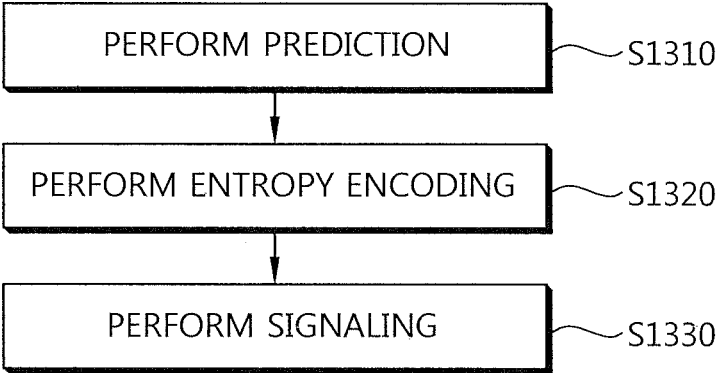 PERFORM PREDICTION
S1310
PERFORM ENTROPY ENCODING
S1320
PERFORM SIGNALING
S1330